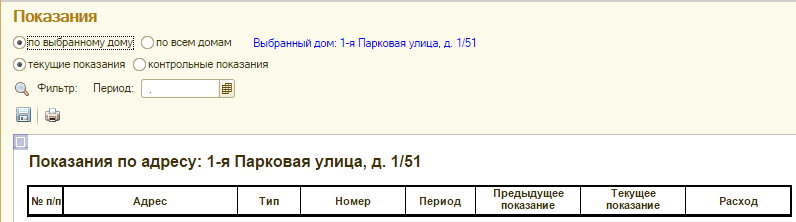 Показания
по выбранному дому по всем домам Выбранный дом: 1-я Парковая улица, д. 1/51
текущие показания контрольные показания
Фильтр: Период: .
Показания по адресу: 1-я Парковая улица, д. 1/51
№ п/п Адрес Тип Номер Период Предыдущее показание Текущее показание Расход